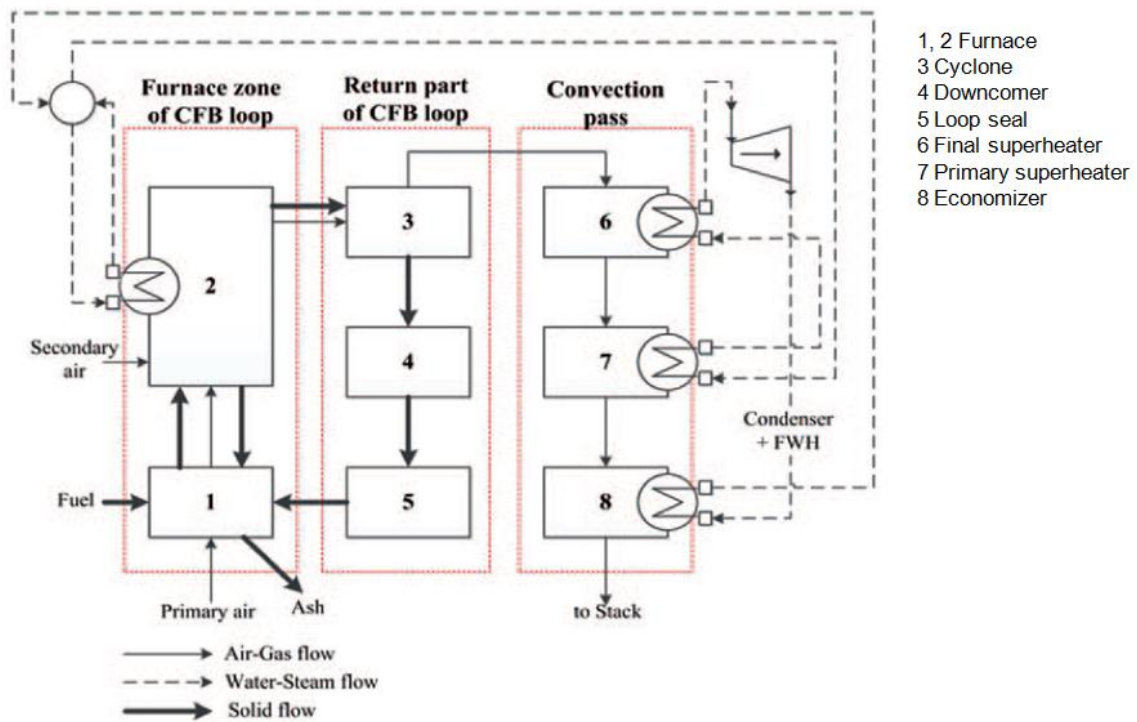 Furnace zone
of CFB loop
Return part
of CFB loop
Convection
pass
1, 2 Furnace
3 Cyclone
4 Downcomer
5 Loop seal
6 Final superheater
7 Primary superheater
8 Economizer
2
3
6
Secondary
air
4
7
Condenser
+ FWH
Fuel
1
5
8
Primary air
Ash
to Stack
Air-Gas flow
Water-Steam flow
Solid flow